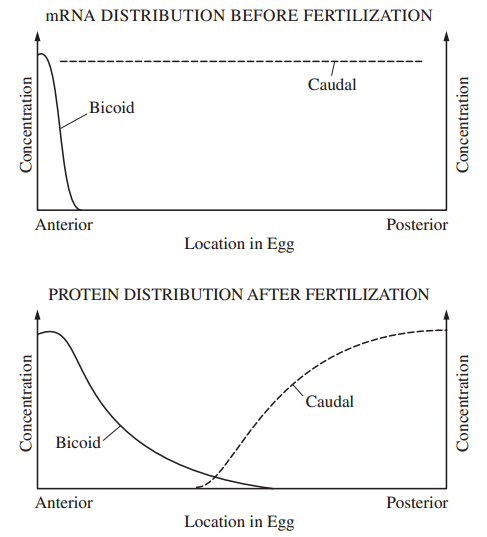 mRNA DISTRIBUTION BEFORE FERTILIZATION
Concentration
Bicoid
Caudal
Concentration
Anterior
Posterior
Location in Egg
PROTEIN DISTRIBUTION AFTER FERTILIZATION
Concentration
Bicoid
Caudal
Concentration
Anterior
Posterior
Location in Egg